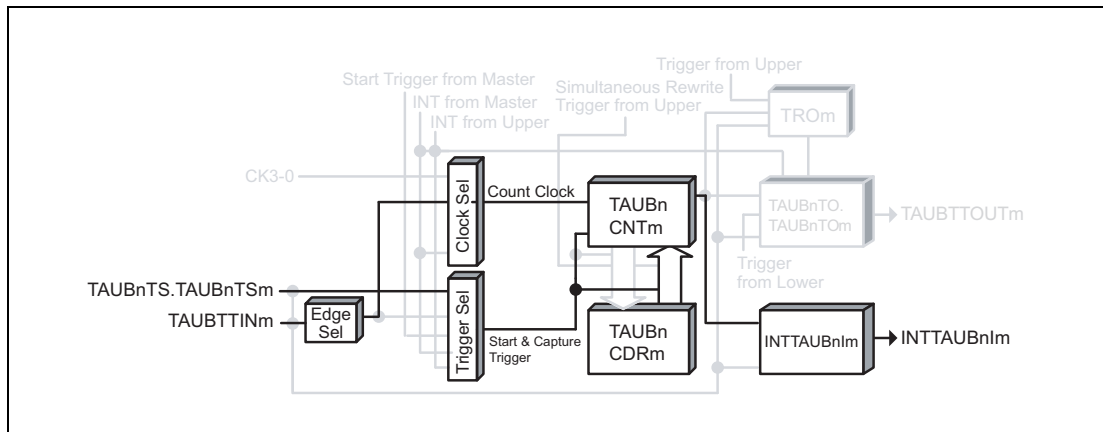 Trigger from Upper
Start Trigger from Master
Simultaneous Rewrite
Trigger from Upper
INT from Master
INT from Upper
TROm
CK3-0
Clock Sel
Count Clock
TAUBn
CNTm
TAUBnTO.
TAUBnTOm
TAUBTTOUTm
Trigger
from Lower
TAUBnTS.TAUBnTSm
TAUBTTINm
Edge
Sel
Trigger Sel
Start & Capture
Trigger
TAUBn
CDRm
INTTAUBnIm
INTTAUBnIm